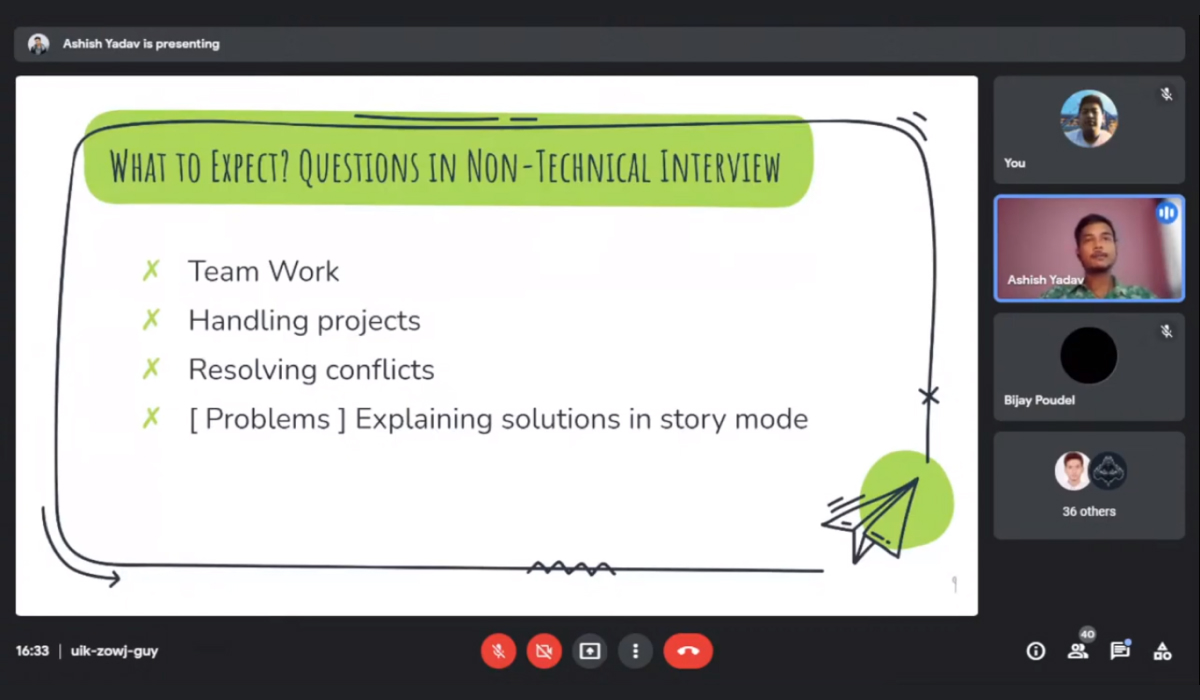 Ashish Yadav is presenting
What to Expect? Questions in Non-Technical Interview
✗ Team Work
✗ Handling projects
✗ Resolving conflicts
✗ [ Problems ] Explaining solutions in story mode
You
Ashish Yadav
Bijay Poudel
36 others
16:33 | uik-zowj-guy
40